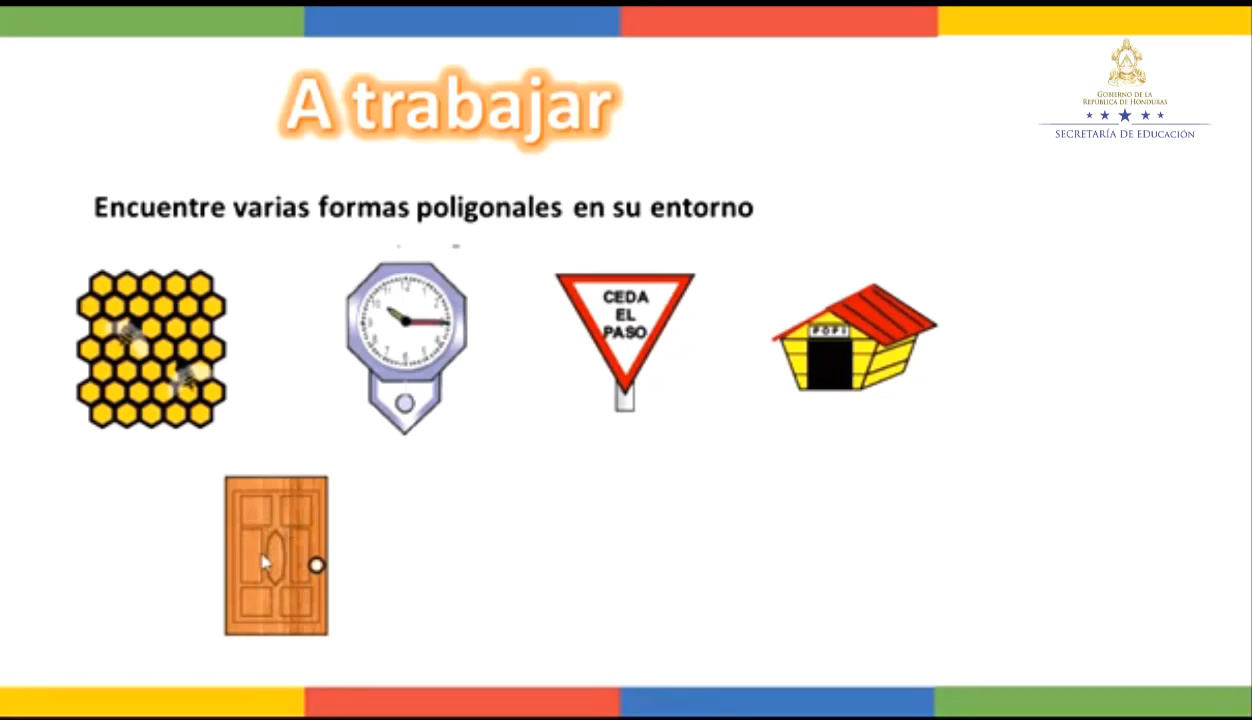 A trabajar
GOBIERNO DE LA
REPÚBLICA DE HONDURAS
SECRETARÍA DE EDUCACIÓN
Encuentre varias formas poligonales en su entorno
CEDA
EL
PASO
POPI